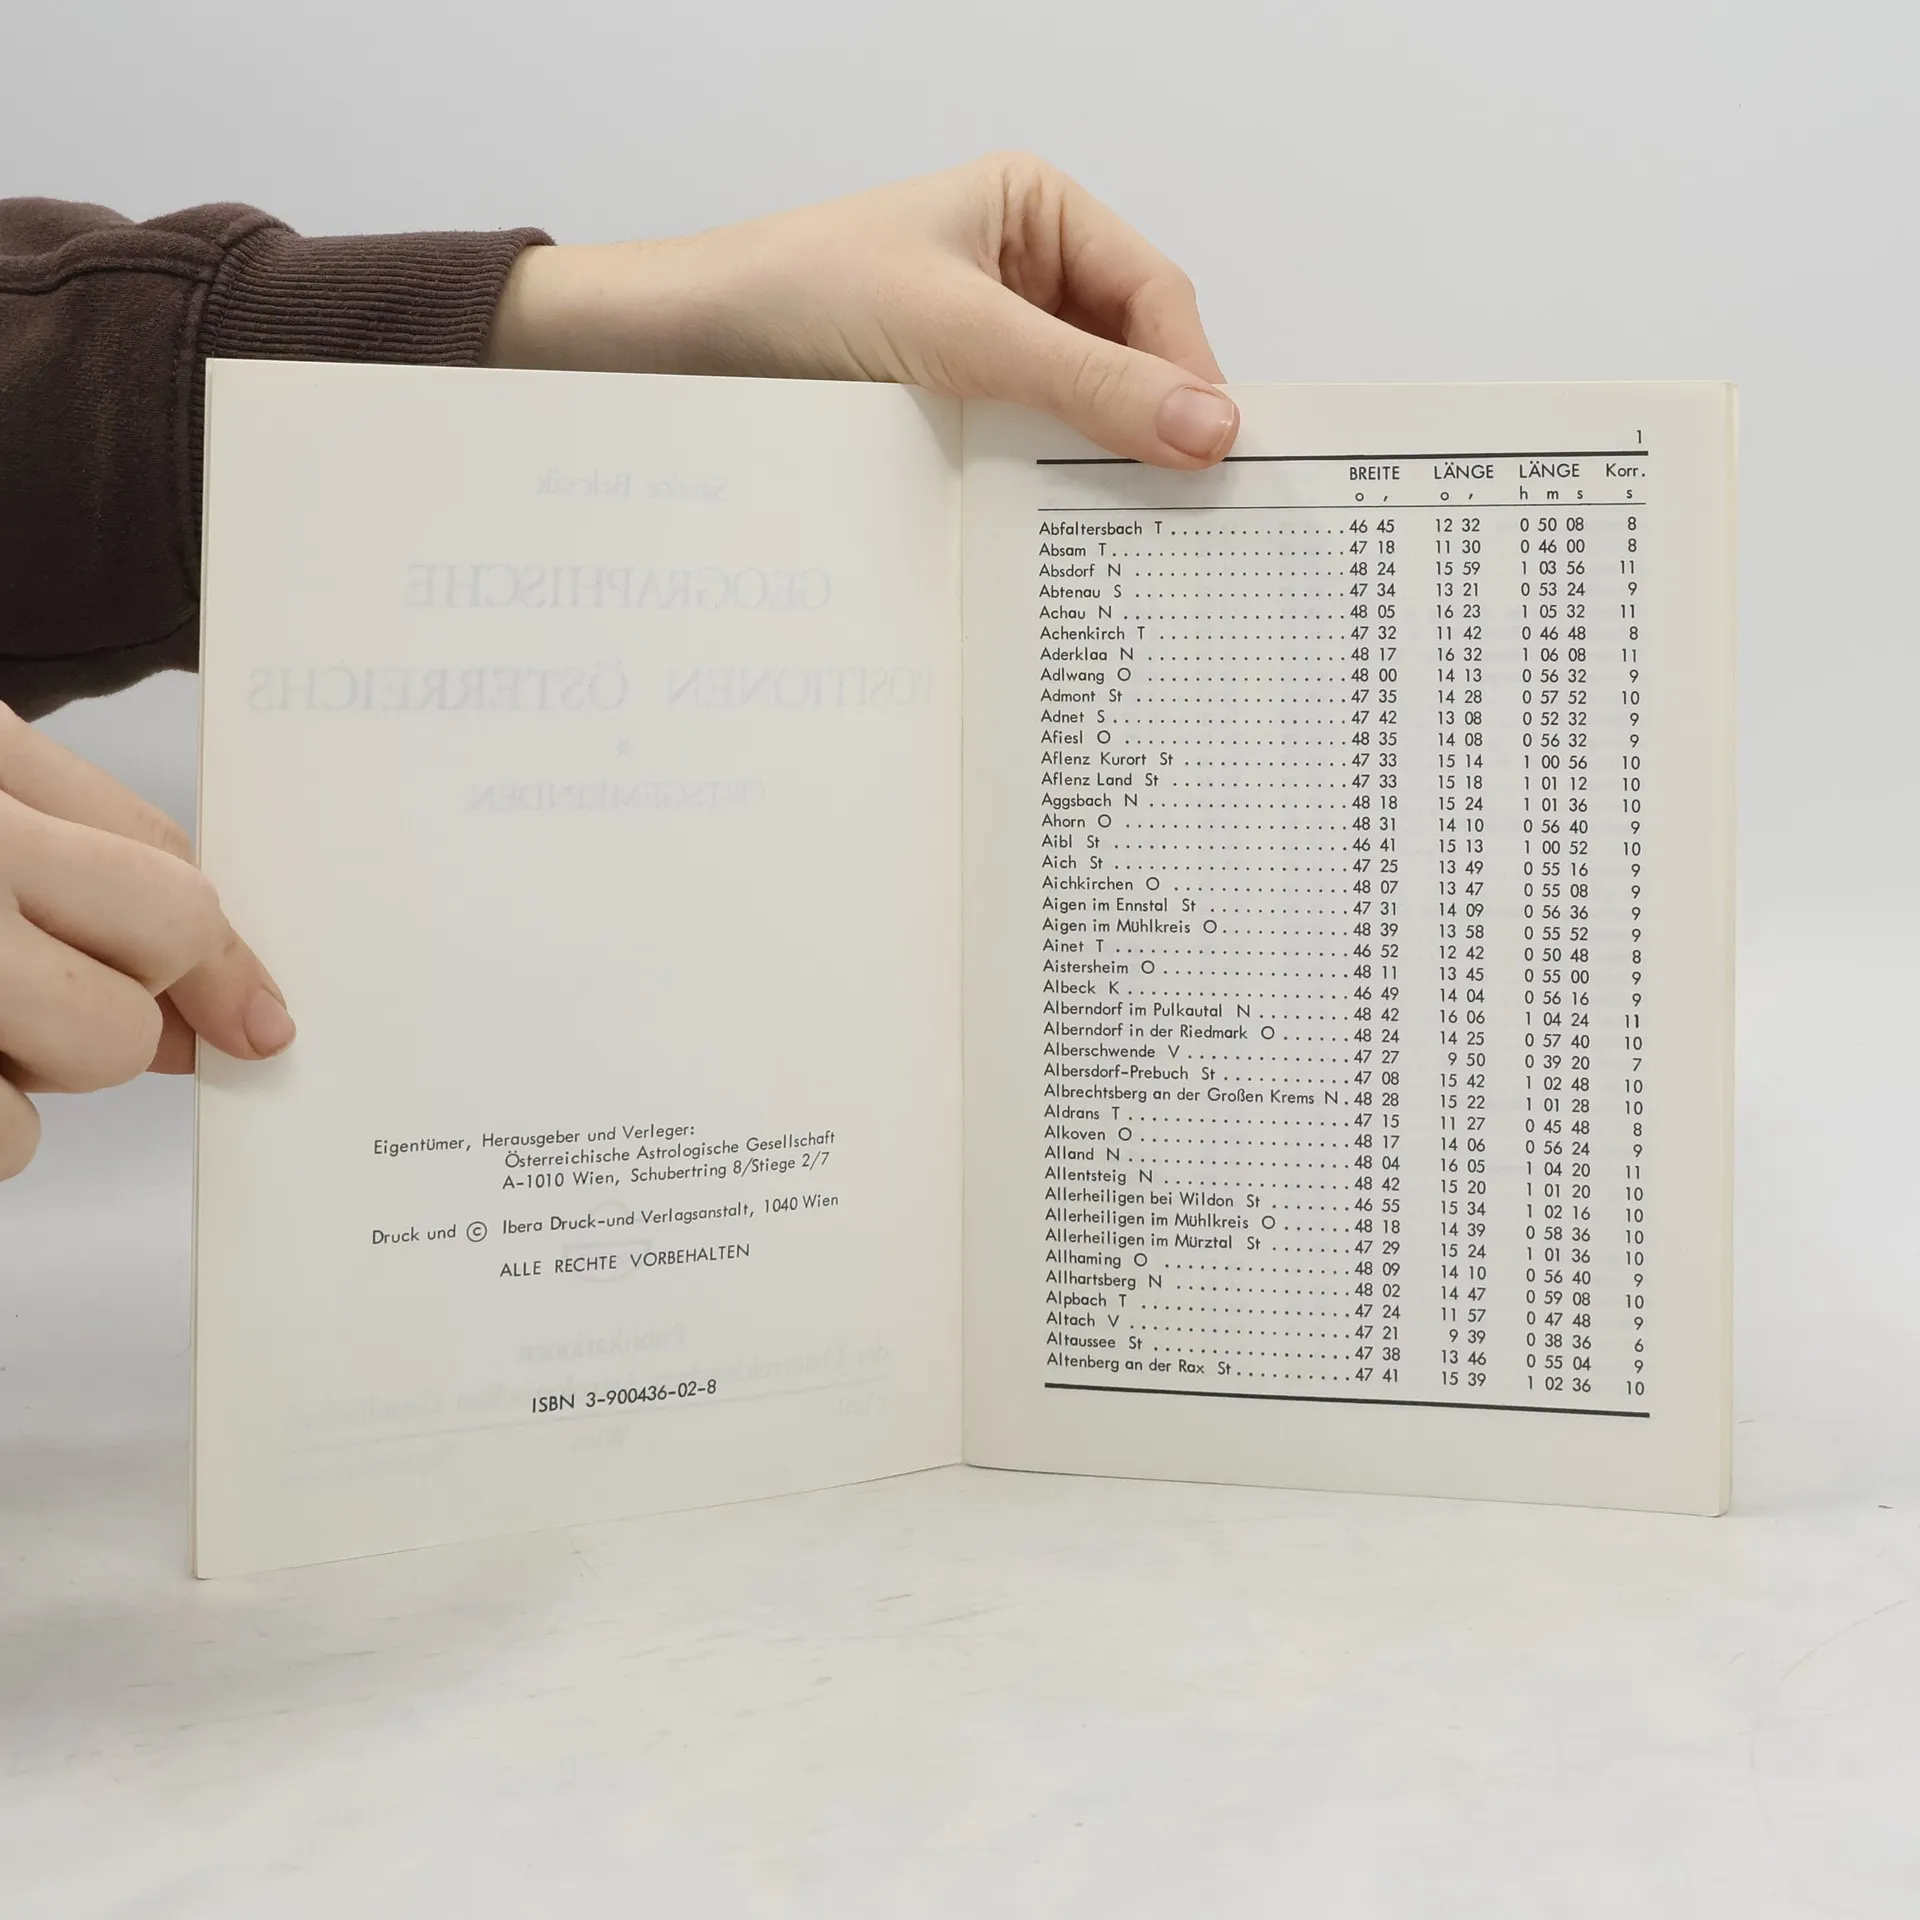 Eigentümer, Herausgeber und Verleger:
Österreichische Astrologische Gesellschaft
A-1010 Wien, Schubertring 8/Stiege 2/7
Druck und © Ibera Druck-und Verlagsanstalt, 1040 Wien
ALLE RECHTE VORBEHALTEN
ISBN 3-900436-02-8
1
BREITE LÄNGE LÄNGE Korr.
o , o , h m s s
Abfaltersbach T . . . . . . . . . . . . . . . 46 45 12 32 0 50 08 8
Absam T . . . . . . . . . . . . . . . . . . . . 47 18 11 30 0 46 00 8
Absdorf N . . . . . . . . . . . . . . . . . . 48 24 15 59 1 03 56 11
Abtenau S . . . . . . . . . . . . . . . . . . 47 34 13 21 0 53 24 9
Achau N . . . . . . . . . . . . . . . . . . . 48 05 16 23 1 05 32 11
Achenkirch T . . . . . . . . . . . . . . . . 47 32 11 42 0 46 48 8
Aderklaa N . . . . . . . . . . . . . . . . . 48 17 16 32 1 06 08 11
Adlwang O . . . . . . . . . . . . . . . . . 48 00 14 13 0 56 32 9
Admont St . . . . . . . . . . . . . . . . . . 47 35 14 28 0 57 52 10
Adnet S . . . . . . . . . . . . . . . . . . . . 47 42 13 08 0 52 32 9
Afiesl O . . . . . . . . . . . . . . . . . . . 48 35 14 08 0 56 32 9
Aflenz Kurort St . . . . . . . . . . . . . . 47 33 15 14 1 00 56 10
Aflenz Land St . . . . . . . . . . . . . . . 47 33 15 18 1 01 12 10
Aggsbach N . . . . . . . . . . . . . . . . . 48 18 15 24 1 01 36 10
Ahorn O . . . . . . . . . . . . . . . . . . . 48 31 14 10 0 56 40 9
Aibl St . . . . . . . . . . . . . . . . . . . . 46 41 15 13 1 00 52 10
Aich St . . . . . . . . . . . . . . . . . . . . 47 25 13 49 0 55 16 9
Aichkirchen O . . . . . . . . . . . . . . . 48 07 13 47 0 55 08 9
Aigen im Ennstal St . . . . . . . . . . . . 47 31 14 09 0 56 36 9
Aigen im Mühlkreis O . . . . . . . . . . . 48 39 13 58 0 55 52 9
Ainet T . . . . . . . . . . . . . . . . . . . . 46 52 12 42 0 50 48 8
Aistersheim O . . . . . . . . . . . . . . . . 48 11 13 45 0 55 00 9
Albeck K . . . . . . . . . . . . . . . . . . . 46 49 14 04 0 56 16 9
Alberndorf im Pulkautal N . . . . . . . . 48 42 16 06 1 04 24 11
Alberndorf in der Riedmark O . . . . . . 48 24 14 25 0 57 40 10
Alberschwende V . . . . . . . . . . . . . . 47 27 9 50 0 39 20 7
Albersdorf-Prebuch St . . . . . . . . . . . 47 08 15 42 1 02 48 10
Albrechtsberg an der Großen Krems N . 48 28 15 22 1 01 28 10
Aldrans T . . . . . . . . . . . . . . . . . . . 47 15 11 27 0 45 48 8
Alkoven O . . . . . . . . . . . . . . . . . . 48 17 14 06 0 56 24 9
Alland N . . . . . . . . . . . . . . . . . . . 48 04 16 05 1 04 20 11
Allentsteig N . . . . . . . . . . . . . . . . 48 42 15 20 1 01 20 10
Allerheiligen bei Wildon St . . . . . . . 46 55 15 34 1 02 16 10
Allerheiligen im Mühlkreis O . . . . . . 48 18 14 39 0 58 36 10
Allerheiligen im Mürztal St . . . . . . . 47 29 15 24 1 01 36 10
Allhaming O . . . . . . . . . . . . . . . . 48 09 14 10 0 56 40 9
Allhartsberg N . . . . . . . . . . . . . . . 48 02 14 47 0 59 08 10
Alpbach T . . . . . . . . . . . . . . . . . . 47 24 11 57 0 47 48 9
Altach V . . . . . . . . . . . . . . . . . . . 47 21 9 39 0 38 36 6
Altaussee St . . . . . . . . . . . . . . . . . 47 38 13 46 0 55 04 9
Altenberg an der Rax St . . . . . . . . . . 47 41 15 39 1 02 36 10